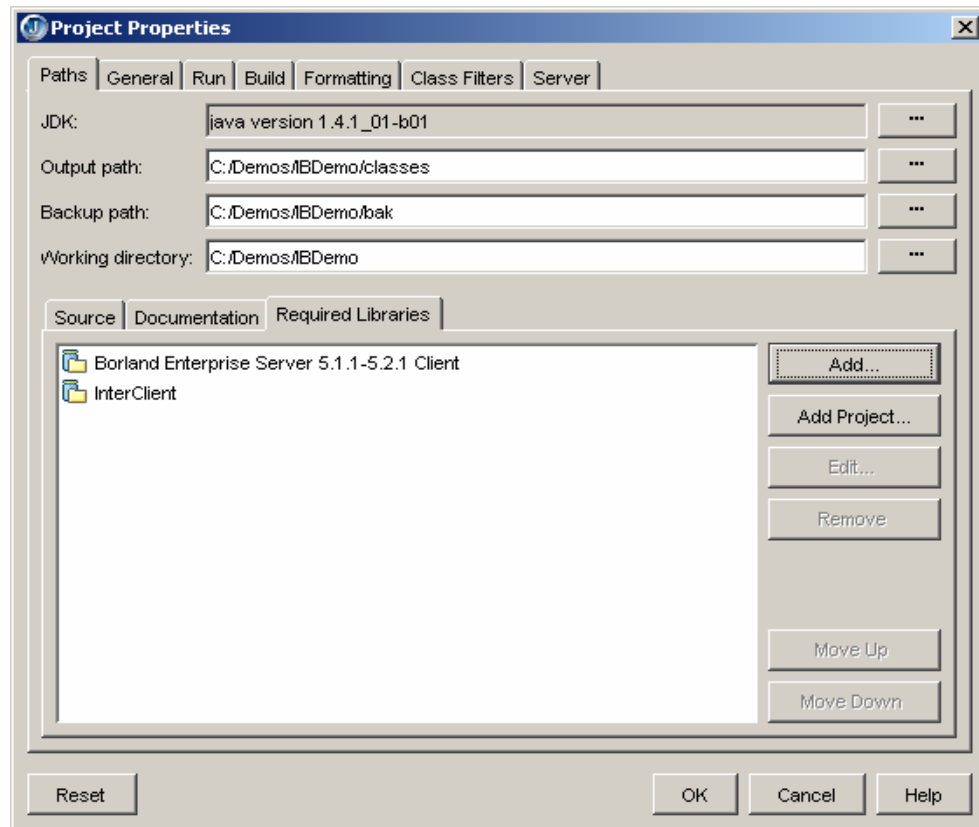 Project Properties
Paths General Run Build Formatting Class Filters Server
JDK: java version 1.4.1_01-b01 ...
Output path: C:/Demos/IBDemo/classes ...
Backup path: C:/Demos/IBDemo/bak ...
Working directory: C:/Demos/IBDemo ...
Source Documentation Required Libraries
Borland Enterprise Server 5.1.1-5.2.1 Client
InterClient
Add...
Add Project...
Edit...
Remove
Move Up
Move Down
Reset OK Cancel Help